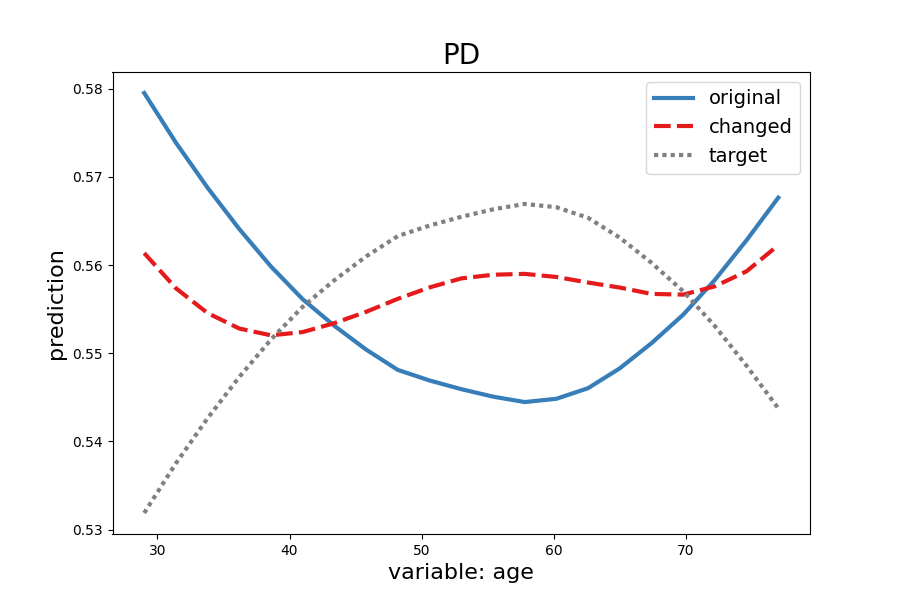 PD
original
changed
target
0.58
0.57
0.56
0.55
0.54
0.53
prediction
30 40 50 60 70
variable: age